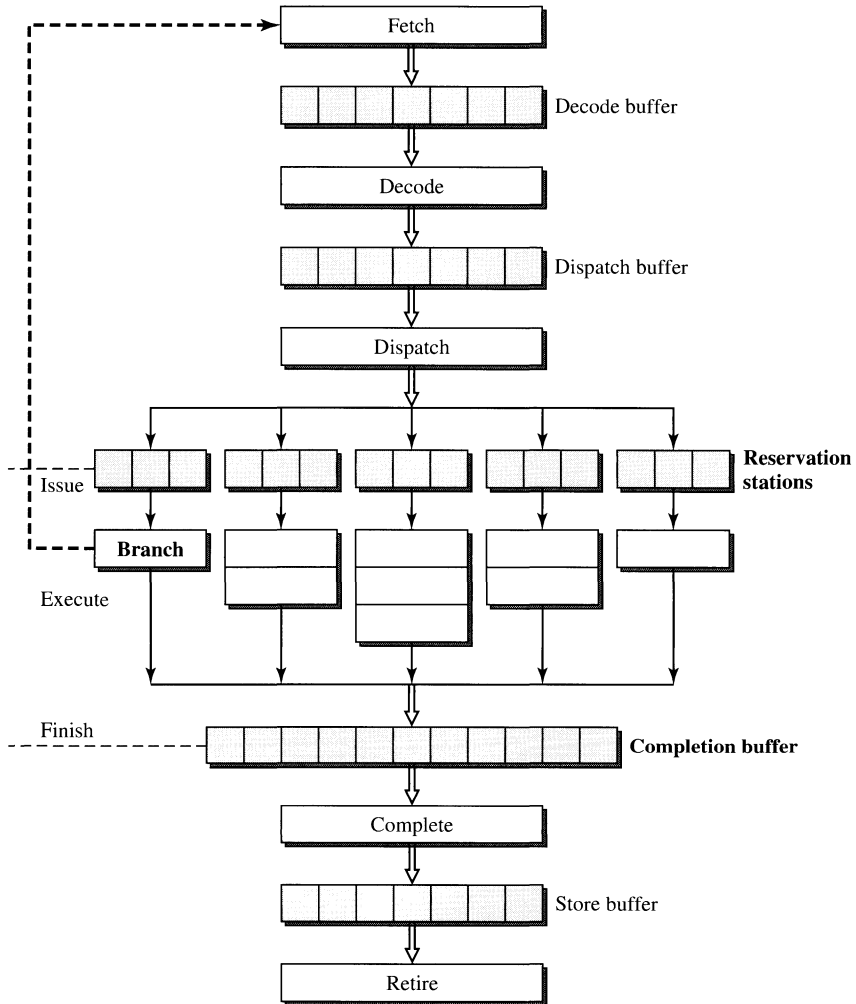 Fetch
Decode buffer
Decode
Dispatch buffer
Dispatch
Issue
Reservation
stations
Branch
Execute
Finish
Completion buffer
Complete
Store buffer
Retire